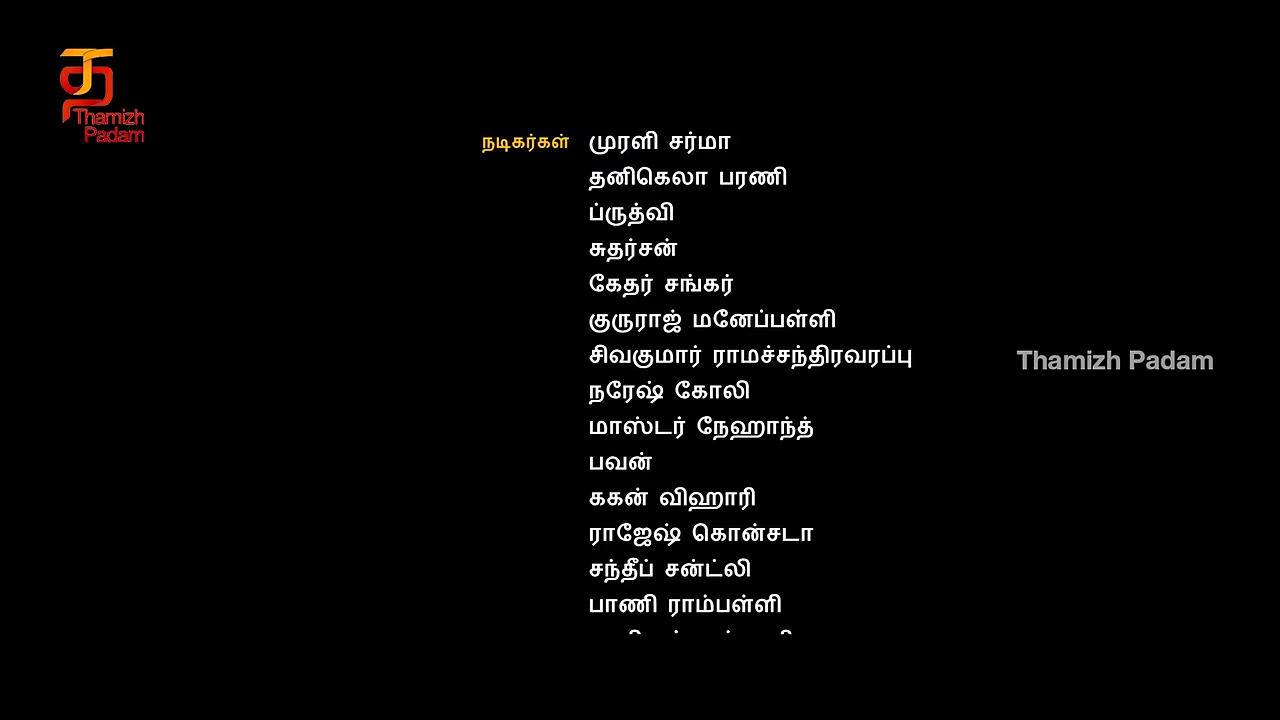 த
Thamizh
Padam
நடிகர்கள் முரளி சர்மா
தனிகெலா பரணி
ப்ருத்வி
சுதர்சன்
கேதர் சங்கர்
குருராஜ் மனேப்பள்ளி
சிவகுமார் ராமச்சந்திரவரப்பு
Thamizh Padam
நரேஷ் கோலி
மாஸ்டர் நேஹாந்த்
பவன்
ககன் விஹாரி
ராஜேஷ் கொன்சடா
சந்தீப் சன்ட்லி
பாணி ராம்பள்ளி